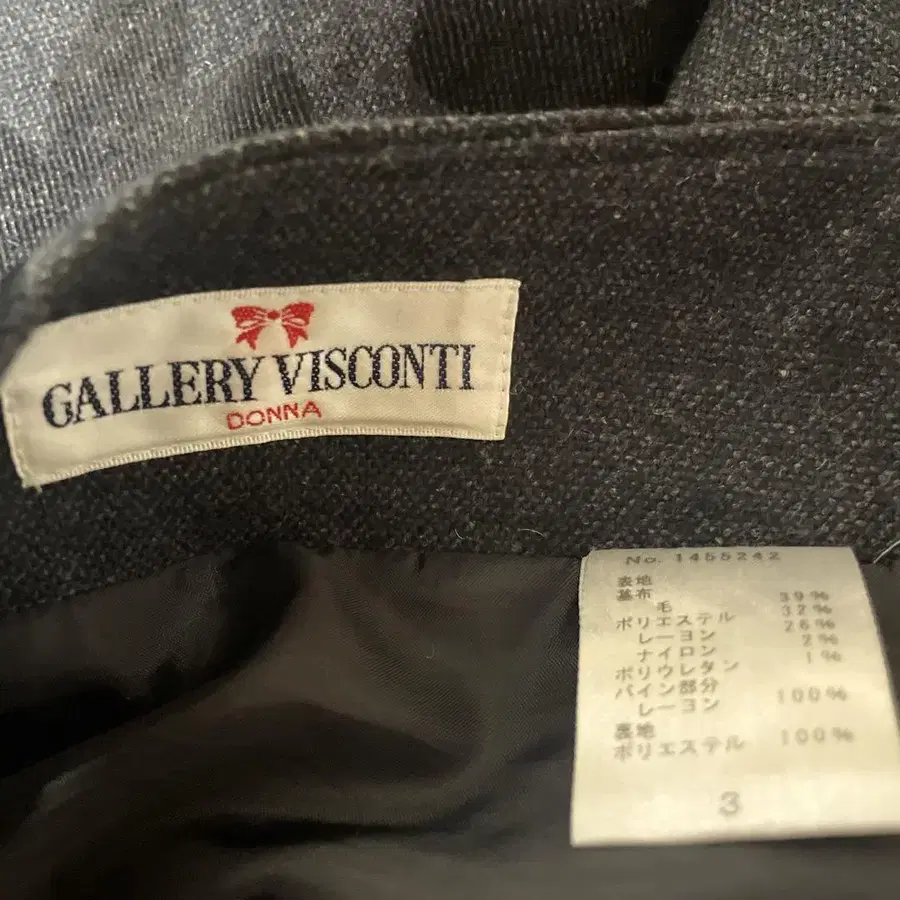 GALLERY VISCONTI
DONNA
No. 1455242
表地
基布
毛 39%
ポリエステル 32%
レーヨン 26%
ナイロン 2%
ポリウレタン 1%
パイン部分
レーヨン 100%
裏地
ポリエステル 100%
3